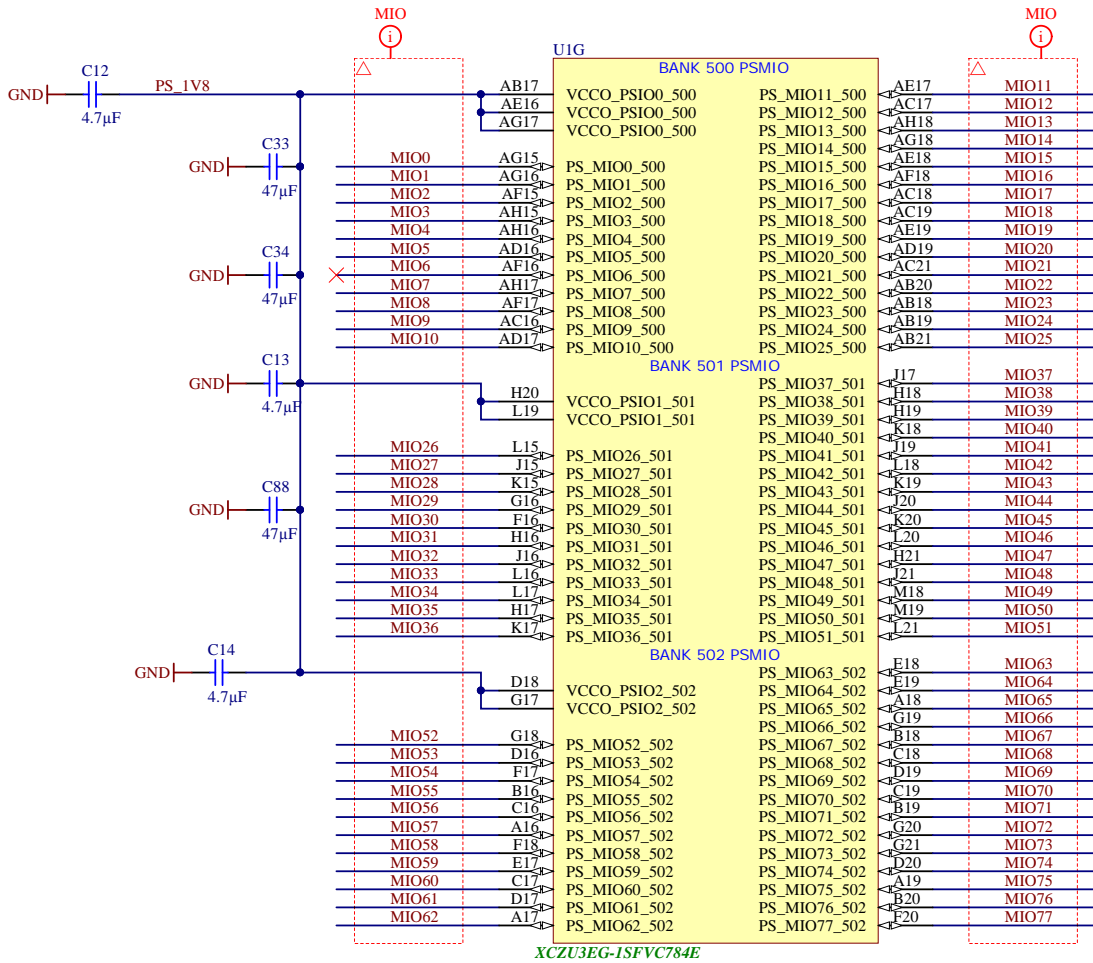 MIO
MIO
i
i
U1G
BANK 500 PSMIO
C12
GND
PS_1V8
4.7µF
AB17 VCCO_PSIO0_500 PS_MIO11_500 AE17 MIO11
AE16 VCCO_PSIO0_500 PS_MIO12_500 AC17 MIO12
AG17 VCCO_PSIO0_500 PS_MIO13_500 AH18 MIO13
PS_MIO14_500 AG18 MIO14
C33
GND
47µF
MIO0 AG15 PS_MIO0_500 PS_MIO15_500 AE18 MIO15
MIO1 AG16 PS_MIO1_500 PS_MIO16_500 AF18 MIO16
MIO2 AF15 PS_MIO2_500 PS_MIO17_500 AC18 MIO17
MIO3 AH15 PS_MIO3_500 PS_MIO18_500 AC19 MIO18
MIO4 AH16 PS_MIO4_500 PS_MIO19_500 AE19 MIO19
MIO5 AD16 PS_MIO5_500 PS_MIO20_500 AD19 MIO20
C34
GND
47µF
MIO6 AF16 PS_MIO6_500 PS_MIO21_500 AC21 MIO21
MIO7 AH17 PS_MIO7_500 PS_MIO22_500 AB20 MIO22
MIO8 AF17 PS_MIO8_500 PS_MIO23_500 AB18 MIO23
MIO9 AC16 PS_MIO9_500 PS_MIO24_500 AB19 MIO24
MIO10 AD17 PS_MIO10_500 PS_MIO25_500 AB21 MIO25
BANK 501 PSMIO
C13
GND
4.7µF
PS_MIO37_501 J17 MIO37
H20 VCCO_PSIO1_501 PS_MIO38_501 H18 MIO38
L19 VCCO_PSIO1_501 PS_MIO39_501 H19 MIO39
PS_MIO40_501 K18 MIO40
MIO26 L15 PS_MIO26_501 PS_MIO41_501 J19 MIO41
MIO27 J15 PS_MIO27_501 PS_MIO42_501 L18 MIO42
MIO28 K15 PS_MIO28_501 PS_MIO43_501 K19 MIO43
C88
GND
47µF
MIO29 G16 PS_MIO29_501 PS_MIO44_501 J20 MIO44
MIO30 F16 PS_MIO30_501 PS_MIO45_501 K20 MIO45
MIO31 H16 PS_MIO31_501 PS_MIO46_501 L20 MIO46
MIO32 J16 PS_MIO32_501 PS_MIO47_501 H21 MIO47
MIO33 L16 PS_MIO33_501 PS_MIO48_501 J21 MIO48
MIO34 L17 PS_MIO34_501 PS_MIO49_501 M18 MIO49
MIO35 H17 PS_MIO35_501 PS_MIO50_501 M19 MIO50
MIO36 K17 PS_MIO36_501 PS_MIO51_501 L21 MIO51
BANK 502 PSMIO
C14
GND
4.7µF
PS_MIO63_502 E18 MIO63
D18 VCCO_PSIO2_502 PS_MIO64_502 E19 MIO64
G17 VCCO_PSIO2_502 PS_MIO65_502 A18 MIO65
PS_MIO66_502 G19 MIO66
MIO52 G18 PS_MIO52_502 PS_MIO67_502 B18 MIO67
MIO53 D16 PS_MIO53_502 PS_MIO68_502 C18 MIO68
MIO54 F17 PS_MIO54_502 PS_MIO69_502 D19 MIO69
MIO55 B16 PS_MIO55_502 PS_MIO70_502 C19 MIO70
MIO56 C16 PS_MIO56_502 PS_MIO71_502 B19 MIO71
MIO57 A16 PS_MIO57_502 PS_MIO72_502 G20 MIO72
MIO58 F18 PS_MIO58_502 PS_MIO73_502 G21 MIO73
MIO59 E17 PS_MIO59_502 PS_MIO74_502 D20 MIO74
MIO60 C17 PS_MIO60_502 PS_MIO75_502 A19 MIO75
MIO61 D17 PS_MIO61_502 PS_MIO76_502 B20 MIO76
MIO62 A17 PS_MIO62_502 PS_MIO77_502 F20 MIO77
XCZU3EG-1SFVC784E